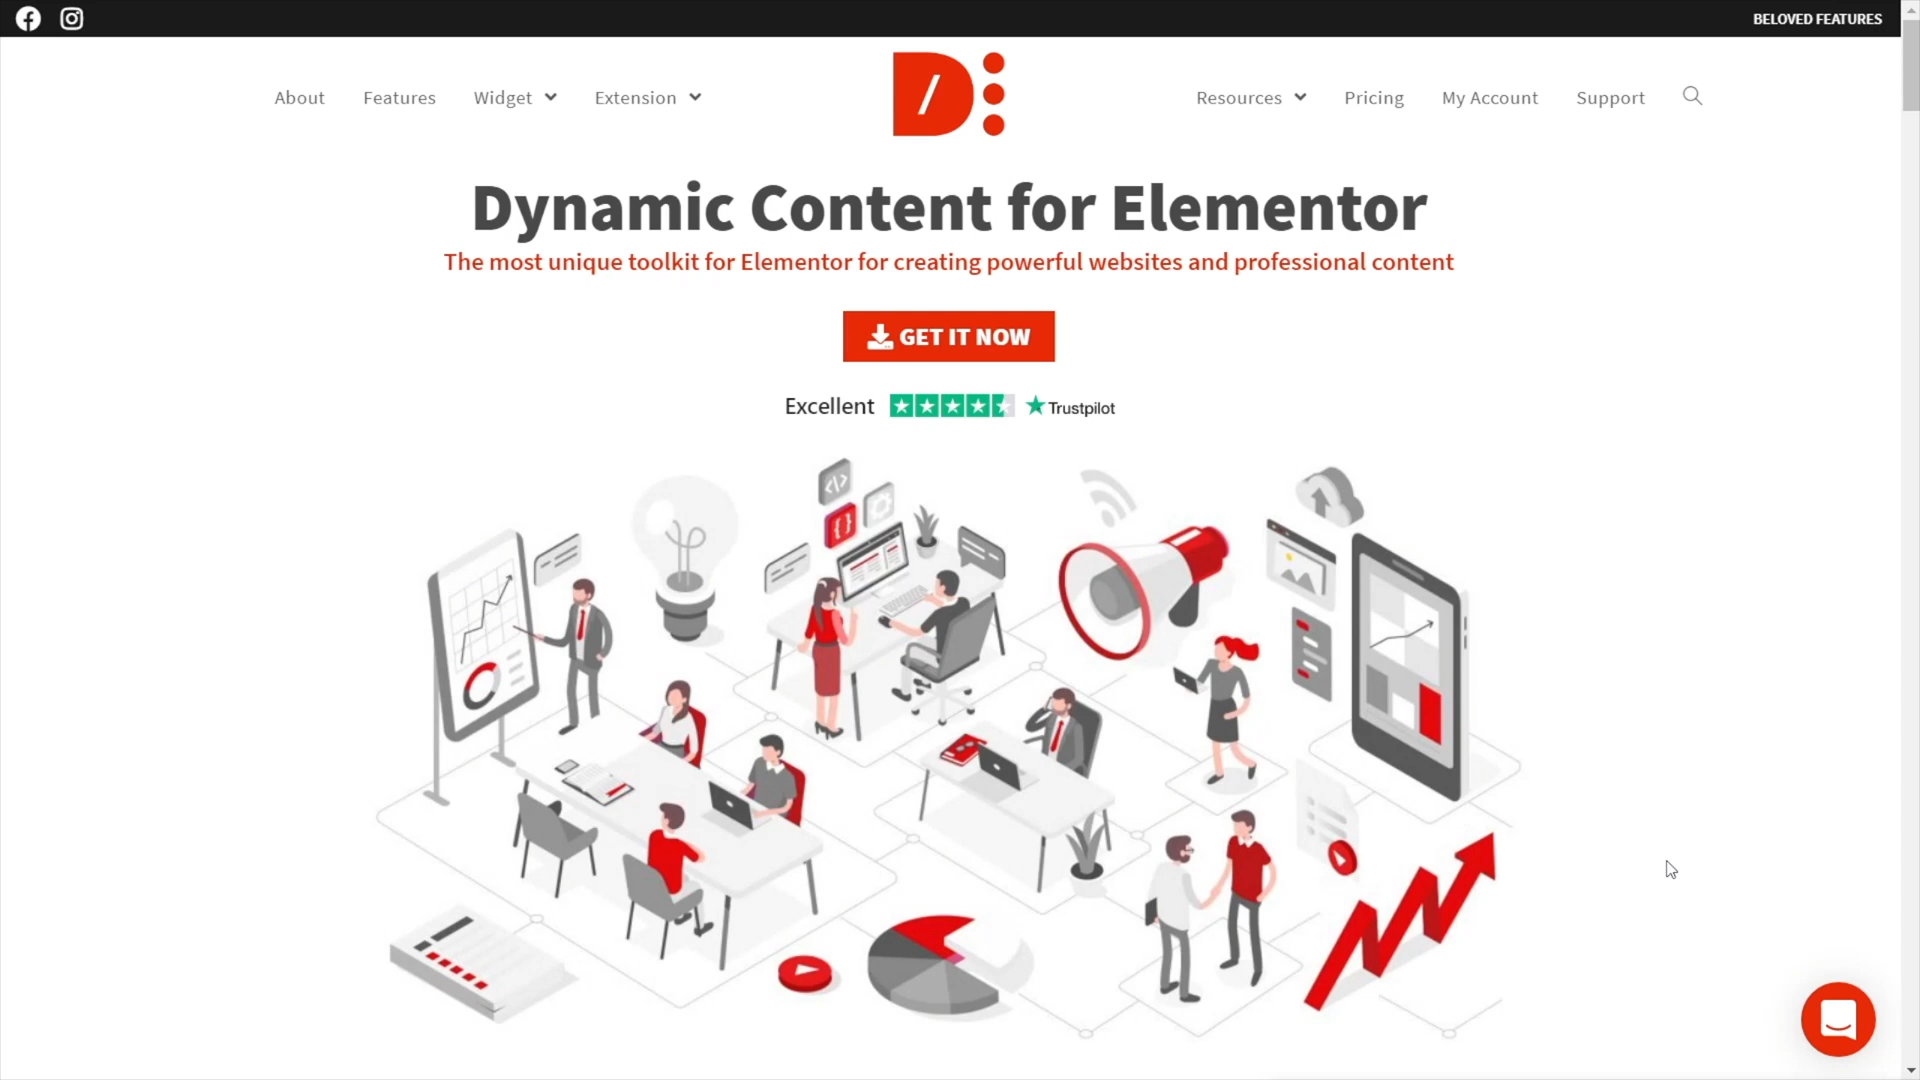 BELOVED FEATURES
About Features Widget Extension
Resources Pricing My Account Support
Dynamic Content for Elementor
The most unique toolkit for Elementor for creating powerful websites and professional content
GET IT NOW
Excellent Trustpilot